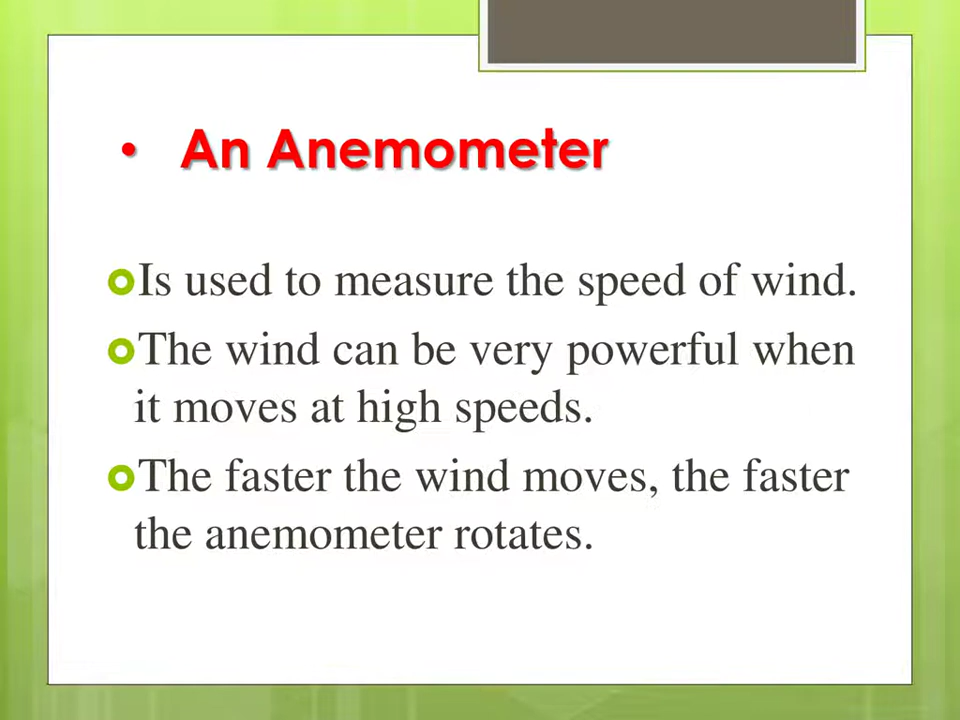 • An Anemometer
Is used to measure the speed of wind.
The wind can be very powerful when
it moves at high speeds.
The faster the wind moves, the faster
the anemometer rotates.